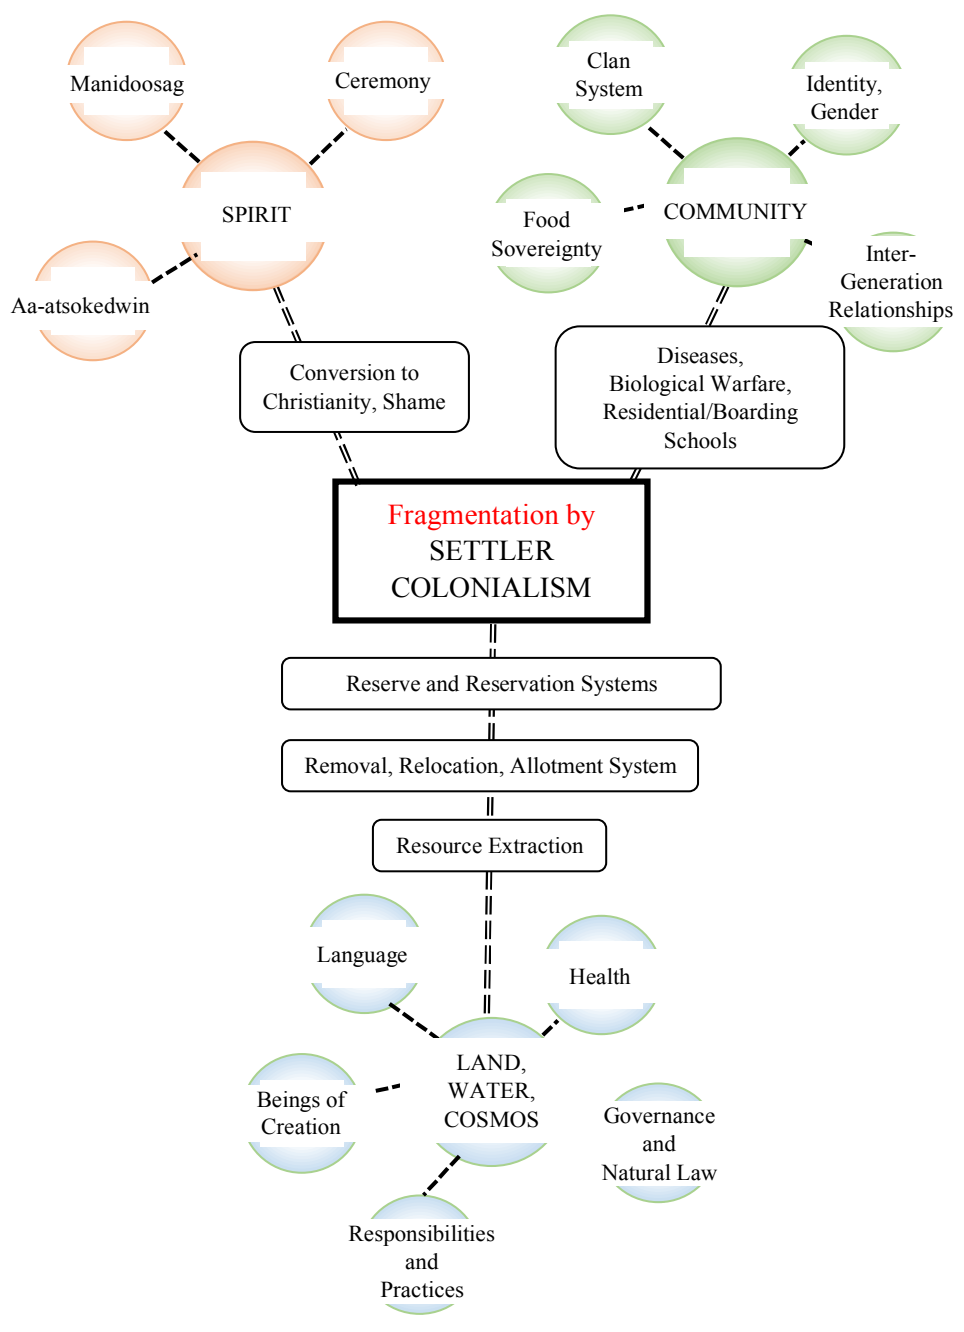 Manidoosag
Ceremony
SPIRIT
Aa-atsokedwin
Clan
System
Identity,
Gender
COMMUNITY
Food
Sovereignty
Inter-
Generation
Relationships
Conversion to
Christianity, Shame
Diseases,
Biological Warfare,
Residential/Boarding
Schools
Fragmentation by
SETTLER
COLONIALISM
Reserve and Reservation Systems
Removal, Relocation, Allotment System
Resource Extraction
Language
Health
LAND,
WATER,
COSMOS
Beings of
Creation
Governance
and
Natural Law
Responsibilities
and
Practices